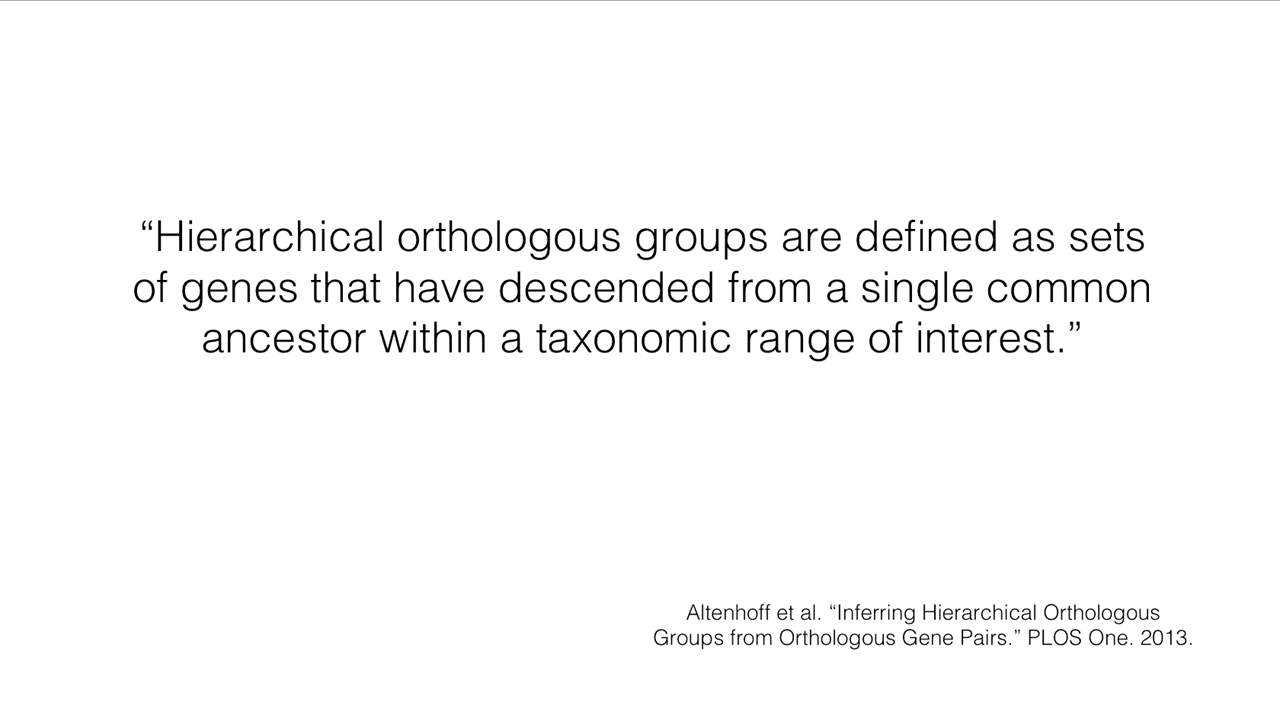 “Hierarchical orthologous groups are defined as sets
of genes that have descended from a single common
ancestor within a taxonomic range of interest.”
Altenhoff et al. “Inferring Hierarchical Orthologous
Groups from Orthologous Gene Pairs.” PLOS One. 2013.